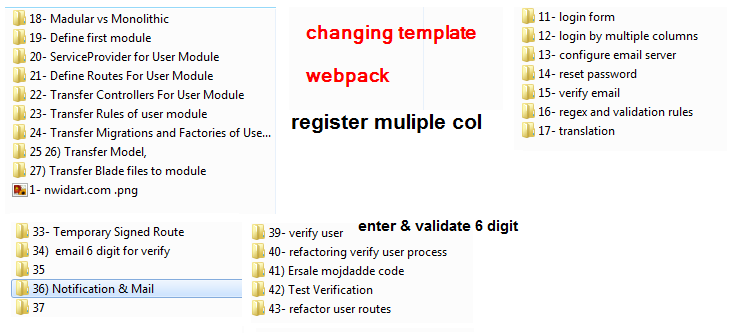 18- Madular vs Monolithic
19- Define first module
20- ServiceProvider for User Module
21- Define Routes For User Module
22- Transfer Controllers For User Module
23- Transfer Rules of user module
24- Transfer Migrations and Factories of Use...
25 26) Transfer Model,
27) Transfer Blade files to module
1- nwidart.com .png
changing template
webpack
register muliple col
11- login form
12- login by multiple columns
13- configure email server
14- reset password
15- verify email
16- regex and validation rules
17- translation
33- Temporary Signed Route
34)  email 6 digit for verify
35
36) Notification & Mail
37
enter & validate 6 digit
39- verify user
40- refactoring verify user process
41) Ersale mojdadde code
42) Test Verification
43- refactor user routes